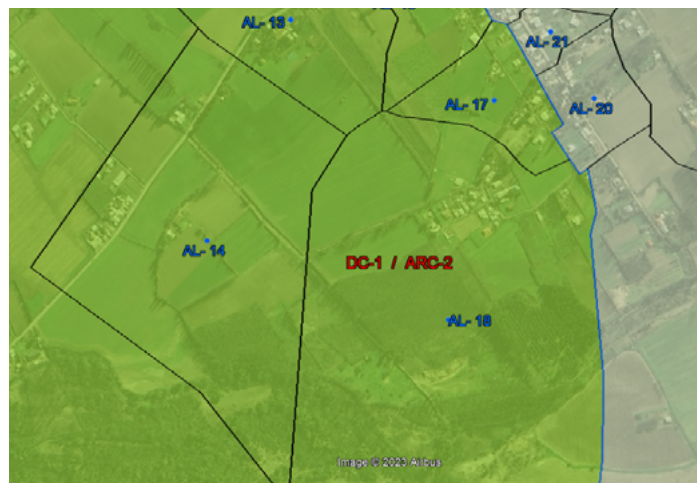 AL- 13
AL- 21
AL- 17
AL- 20
AL- 14
DC-1 / ARC-2
AL- 18
Image © 2023 Airbus